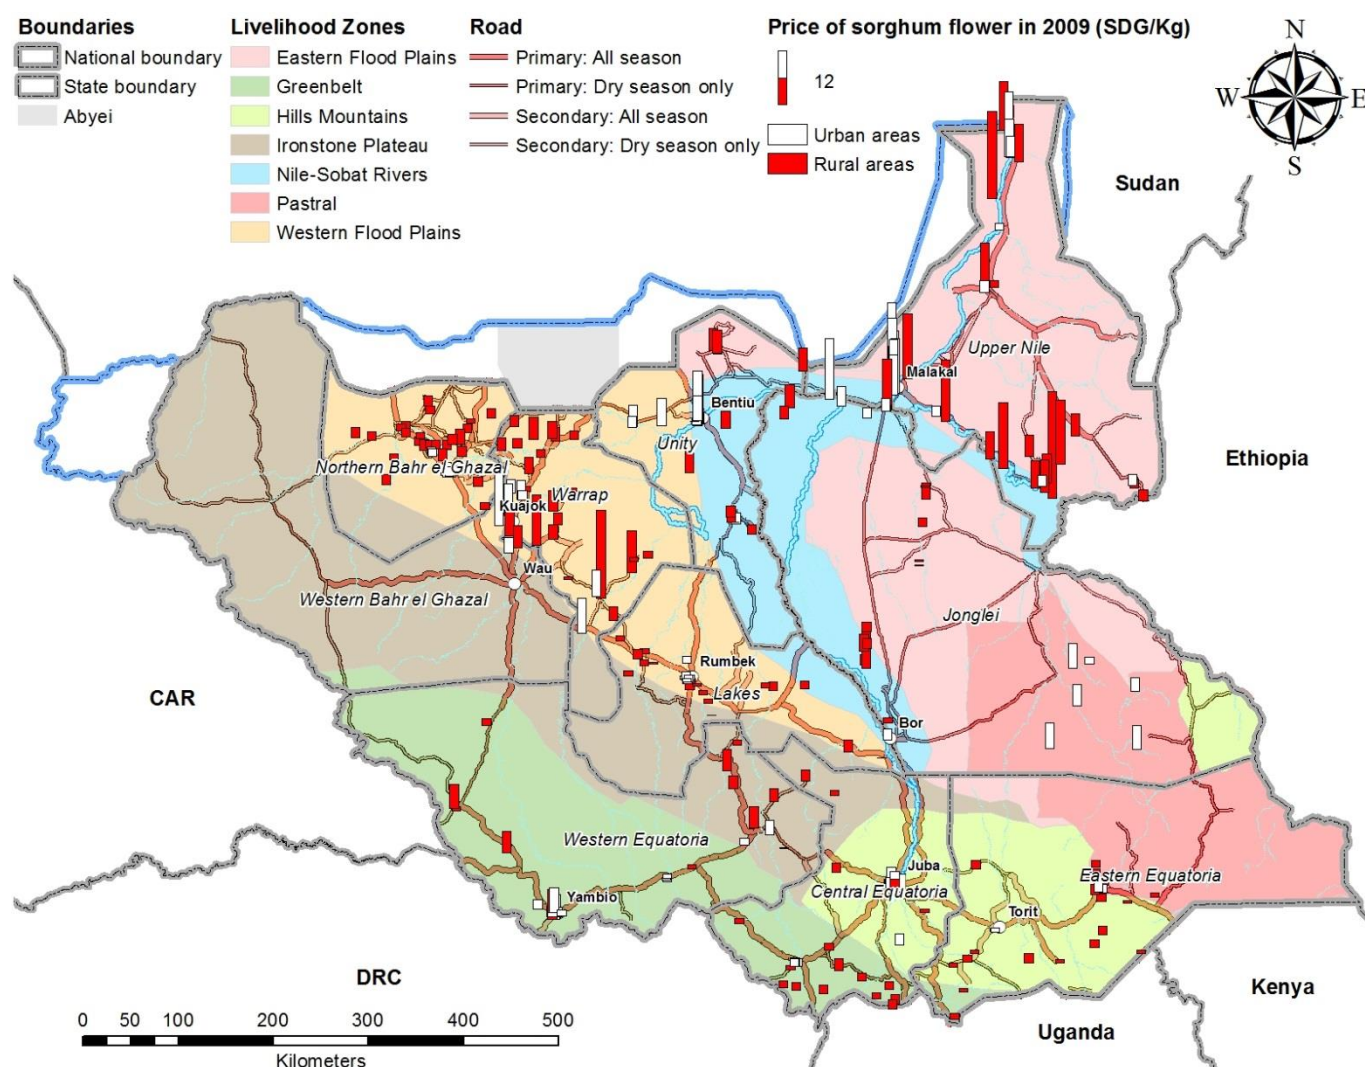 Boundaries
National boundary
State boundary
Abyei
Livelihood Zones
Eastern Flood Plains
Greenbelt
Hills Mountains
Ironstone Plateau
Nile-Sobat Rivers
Pastral
Western Flood Plains
Road
Primary: All season
Primary: Dry season only
Secondary: All season
Secondary: Dry season only
Price of sorghum flower in 2009 (SDG/Kg)
12
Urban areas
Rural areas
N
W E
S
Sudan
Upper Nile
Malakal
Bentiu
Unity
Ethiopia
Northern Bahr el Ghazal
Warrap
Kuajok
Wau
Western Bahr el Ghazal
Jonglei
Rumbek
Lakes
CAR
Bor
Western Equatoria
Juba
Central Equatoria
Eastern Equatoria
Yambio
Torit
DRC
Kenya
Uganda
0 50 100 200 300 400 500
Kilometers